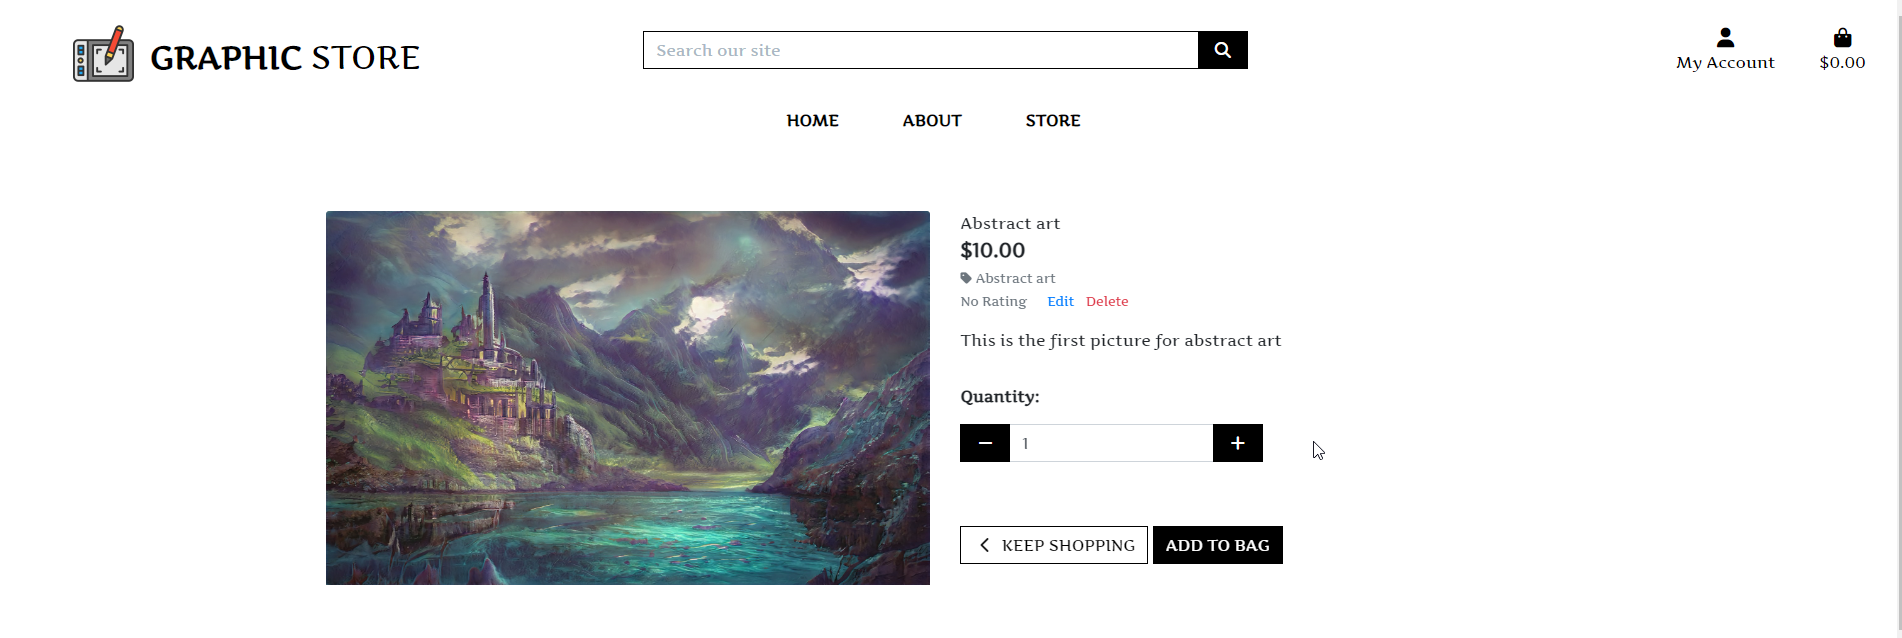 GRAPHIC STORE
Search our site
My Account
$0.00
HOME ABOUT STORE
Abstract art
$10.00
Abstract art
No Rating Edit Delete
This is the first picture for abstract art
Quantity:
1
KEEP SHOPPING ADD TO BAG